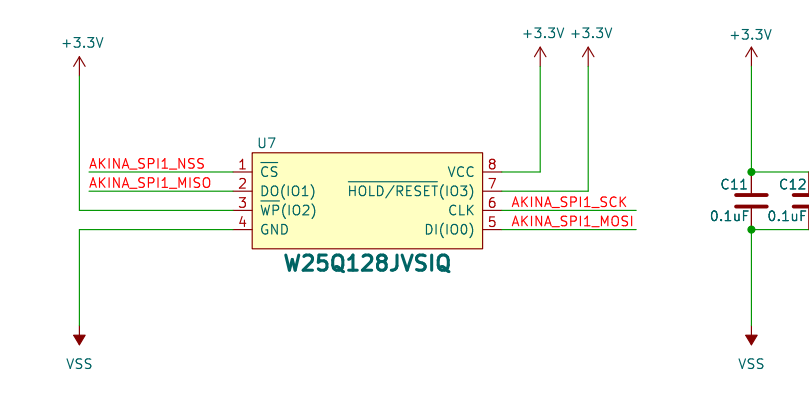 +3.3V
+3.3V +3.3V
+3.3V
U7
AKINA_SPI1_NSS 1 CS
VCC 8
AKINA_SPI1_MISO 2 DO(IO1)
HOLD/RESET(IO3) 7
3 WP(IO2)
CLK 6 AKINA_SPI1_SCK
4 GND
DI(IO0) 5 AKINA_SPI1_MOSI
W25Q128JVSIQ
C11 C12
0.1uF 0.1uF
VSS
VSS